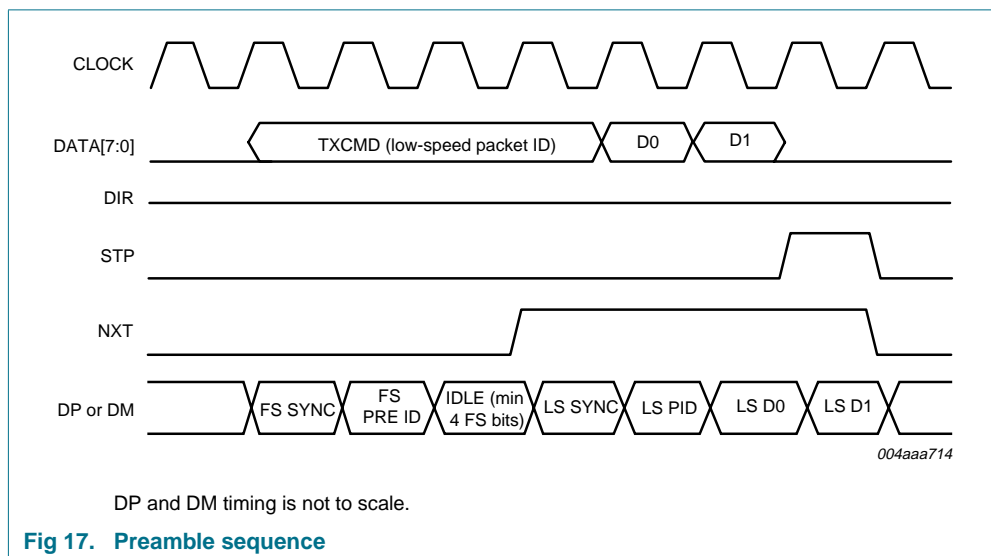 CLOCK
DATA[7:0]
TXCMD (low-speed packet ID)
D0
D1
DIR
STP
NXT
DP or DM
FS SYNC
FS
PRE ID
IDLE (min
4 FS bits)
LS SYNC
LS PID
LS D0
LS D1
004aaa714
DP and DM timing is not to scale.
Fig 17. Preamble sequence